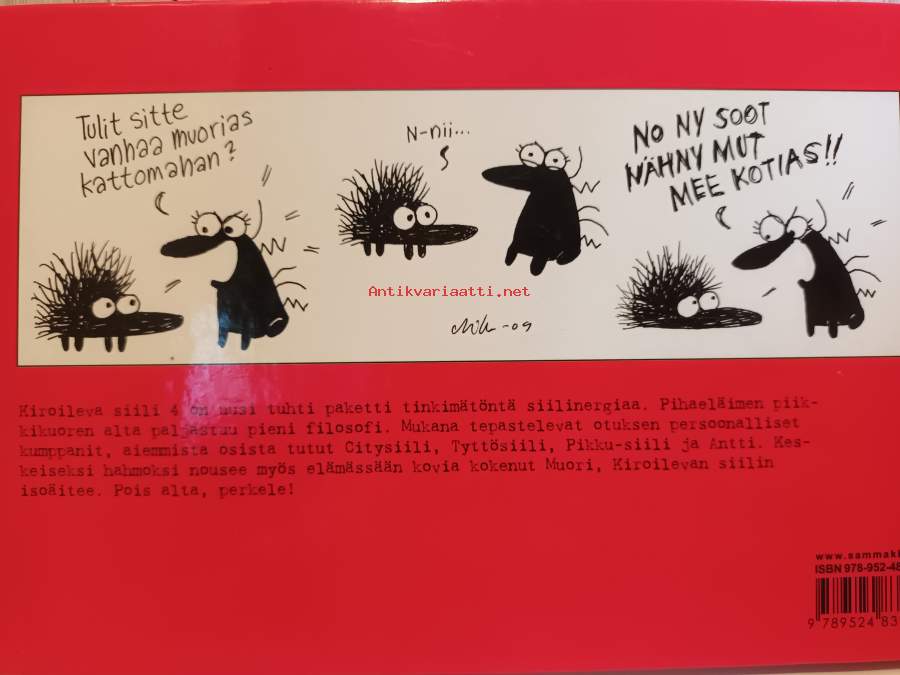 Tulit sitte
vanhaa muorias
kattomahan?
N-nii...
NO NY SOOT
NÄHNY MUT
MEE KOTIAS!!
Antikvariaatti.net
-09
Kiroileva siili 4 on uusi tuhti paketti tinkimätöntä siilinergiaa. Pihaeläimen piik-
kikuoren alta paljastuu pieni filosofi. Mukana tepastelevat otuksen persoonalliset
kumppanit, aiemmista osista tutut Citysiili, Tyttösiili, Pikku-siili ja Antti. Kes-
keiseksi hahmoksi nousee myös elämässään kovia kokenut Muori, Kiroilevan siilin
isoäitee. Pois alta, perkele!
www.sammak
ISBN 978-952-48
9 789524 83